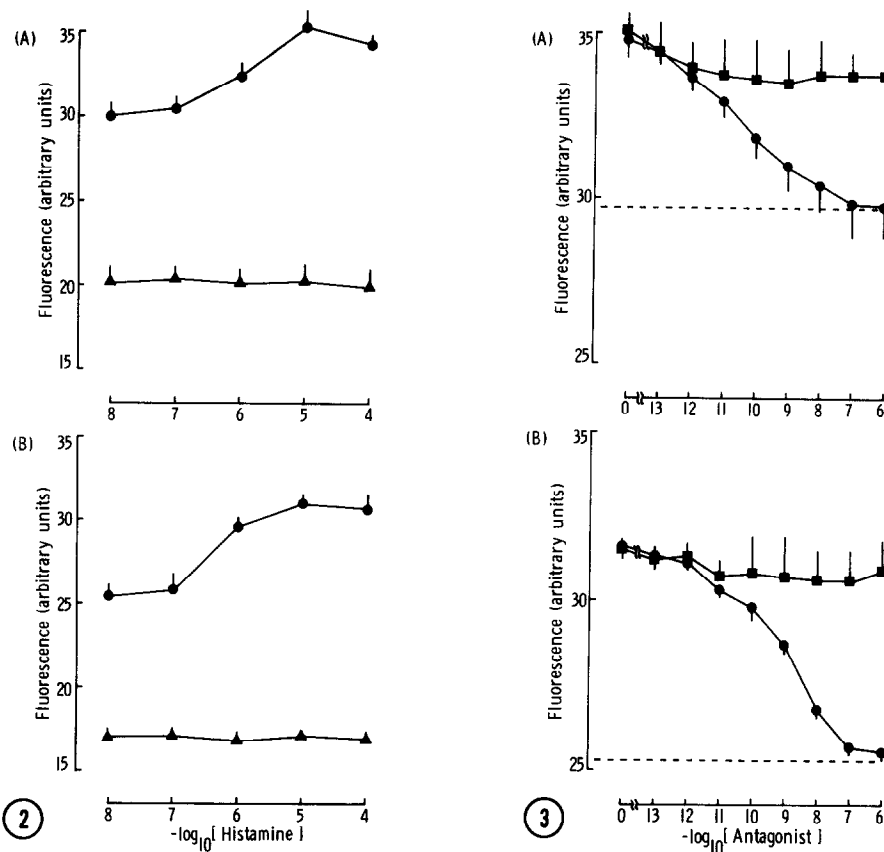 (A)
35
30
25
20
15
Fluorescence (arbitrary units)
8 7 6 5 4
(B)
35
30
25
17
15
Fluorescence (arbitrary units)
8 7 6 5 4
-log10[ Histamine ]
2
(A)
35
30
25
Fluorescence (arbitrary units)
0 13 12 11 10 9 8 7 6
(B)
35
30
25
Fluorescence (arbitrary units)
0 13 12 11 10 9 8 7 6
-log10[ Antagonist ]
3